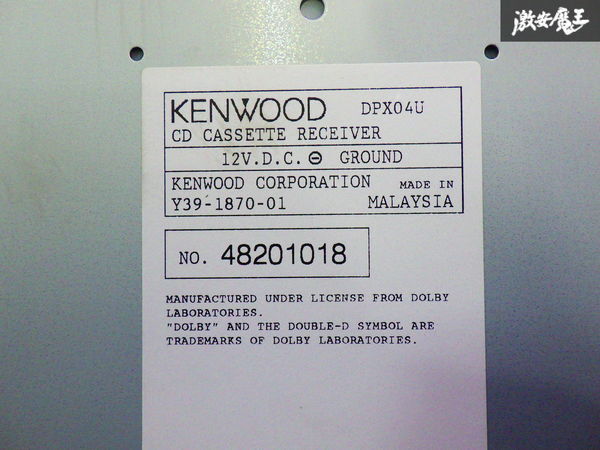 激安魔王
KENWOOD DPX04U
CD CASSETTE RECEIVER
12V.D.C. ⊖ GROUND
KENWOOD CORPORATION MADE IN
Y39-1870-01 MALAYSIA
NO. 48201018
MANUFACTURED UNDER LICENSE FROM DOLBY
LABORATORIES.
"DOLBY" AND THE DOUBLE-D SYMBOL ARE
TRADEMARKS OF DOLBY LABORATORIES.